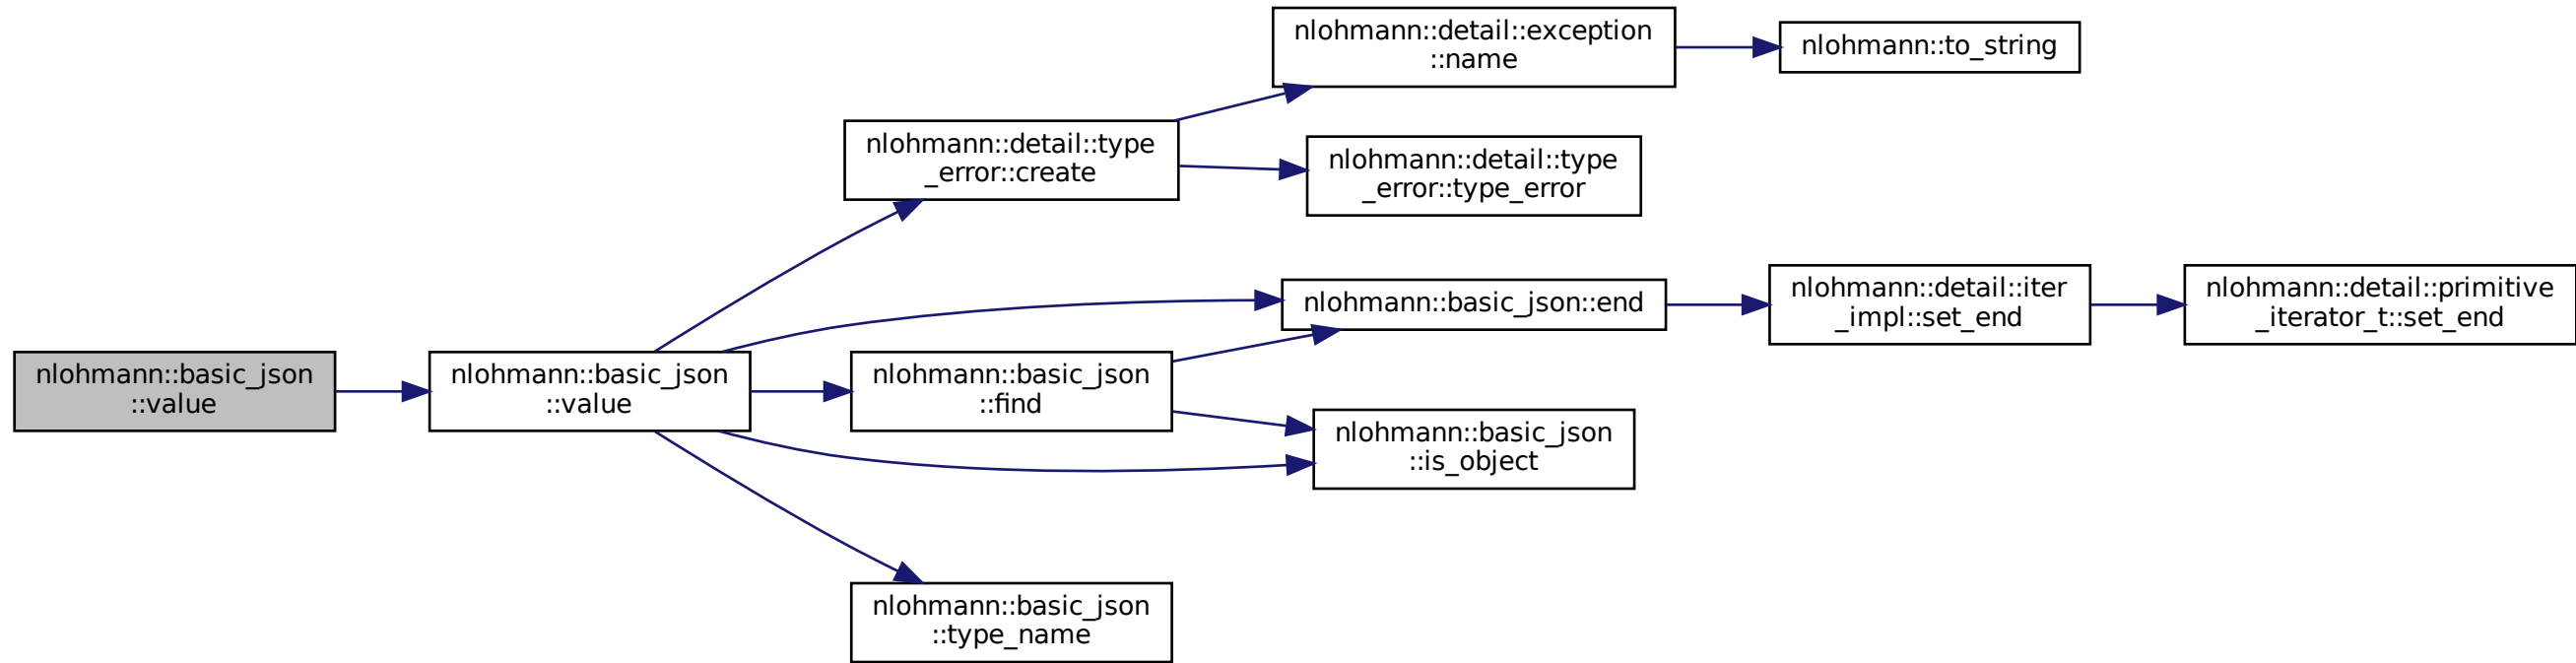 nlohmann::detail::exception
::name
nlohmann::to_string
nlohmann::detail::type
_error::create
nlohmann::detail::type
_error::type_error
nlohmann::basic_json::end
nlohmann::detail::iter
_impl::set_end
nlohmann::detail::primitive
_iterator_t::set_end
nlohmann::basic_json
::value
nlohmann::basic_json
::value
nlohmann::basic_json
::find
nlohmann::basic_json
::is_object
nlohmann::basic_json
::type_name